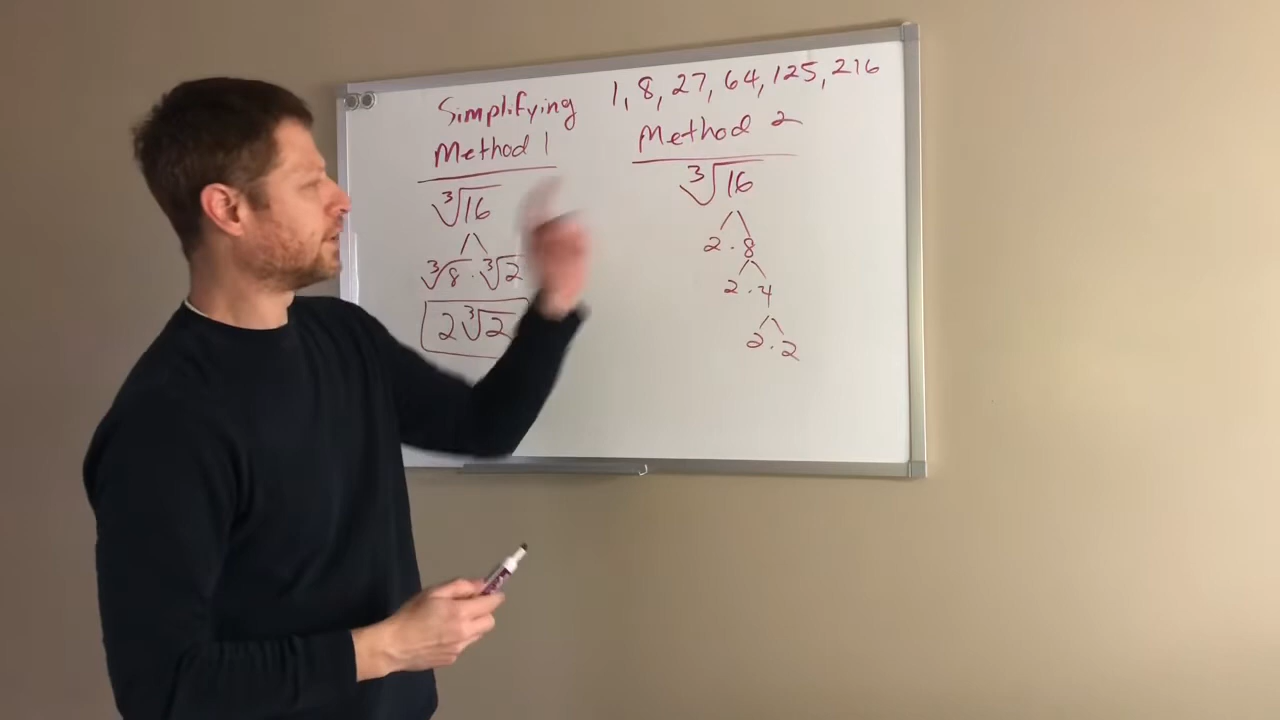 Simplifying
Method 1
∛16
∛8 · ∛2
2∛2
1, 8, 27, 64, 125, 216
Method 2
∛16
2 · 8
2 · 4
2 · 2